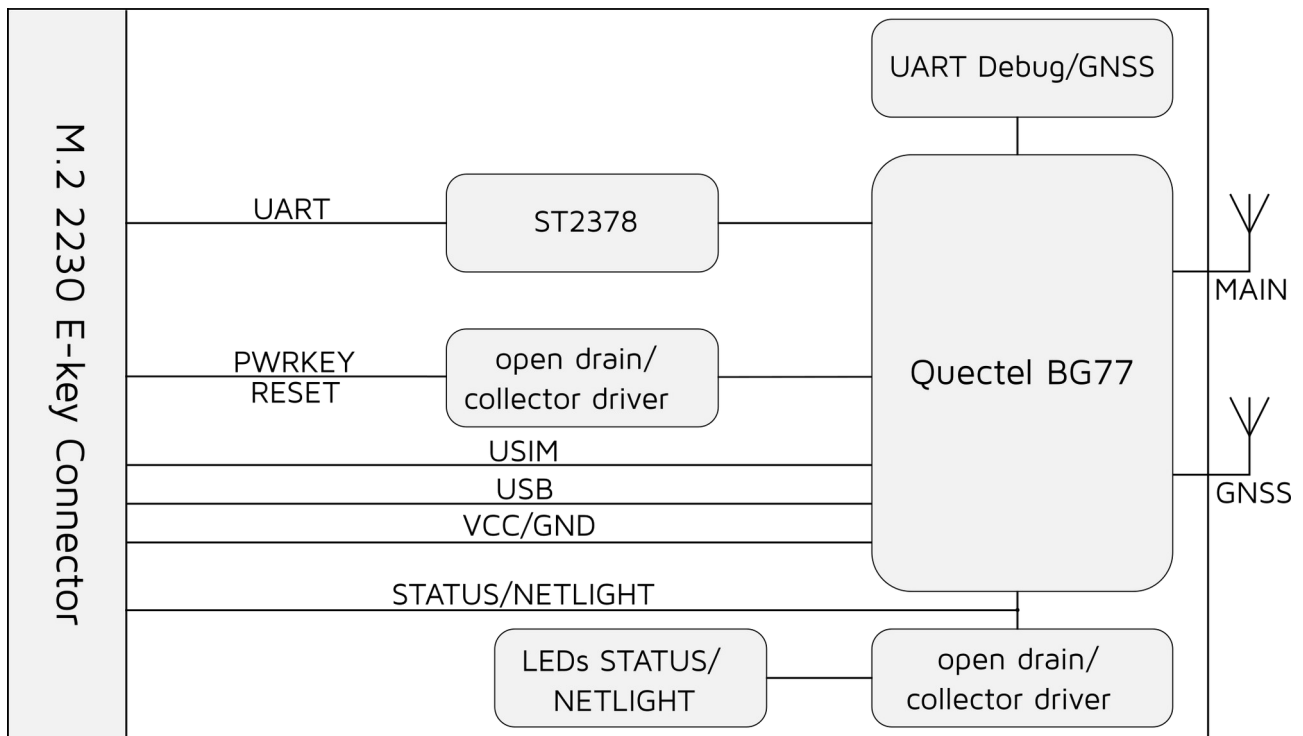 M.2 2230 E-key Connector
UART Debug/GNSS
UART
ST2378
MAIN
PWRKEY
RESET
open drain/
collector driver
Quectel BG77
USIM
USB
GNSS
VCC/GND
STATUS/NETLIGHT
LEDs STATUS/
NETLIGHT
open drain/
collector driver